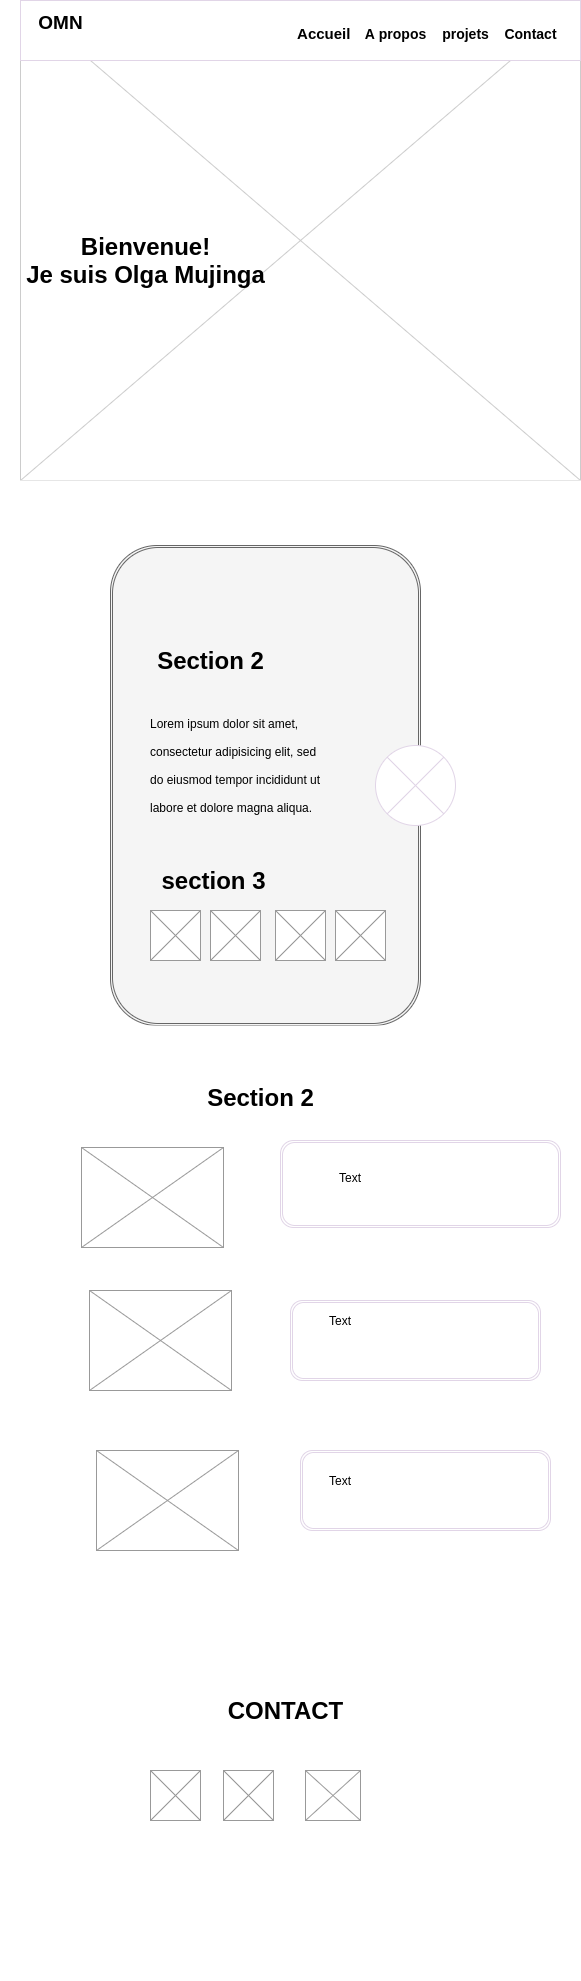 OMN
Accueil A propos projets Contact
Bienvenue!
Je suis Olga Mujinga
Section 2
Lorem ipsum dolor sit amet,
consectetur adipisicing elit, sed
do eiusmod tempor incididunt ut
labore et dolore magna aliqua.
section 3
Section 2
Text
Text
Text
CONTACT